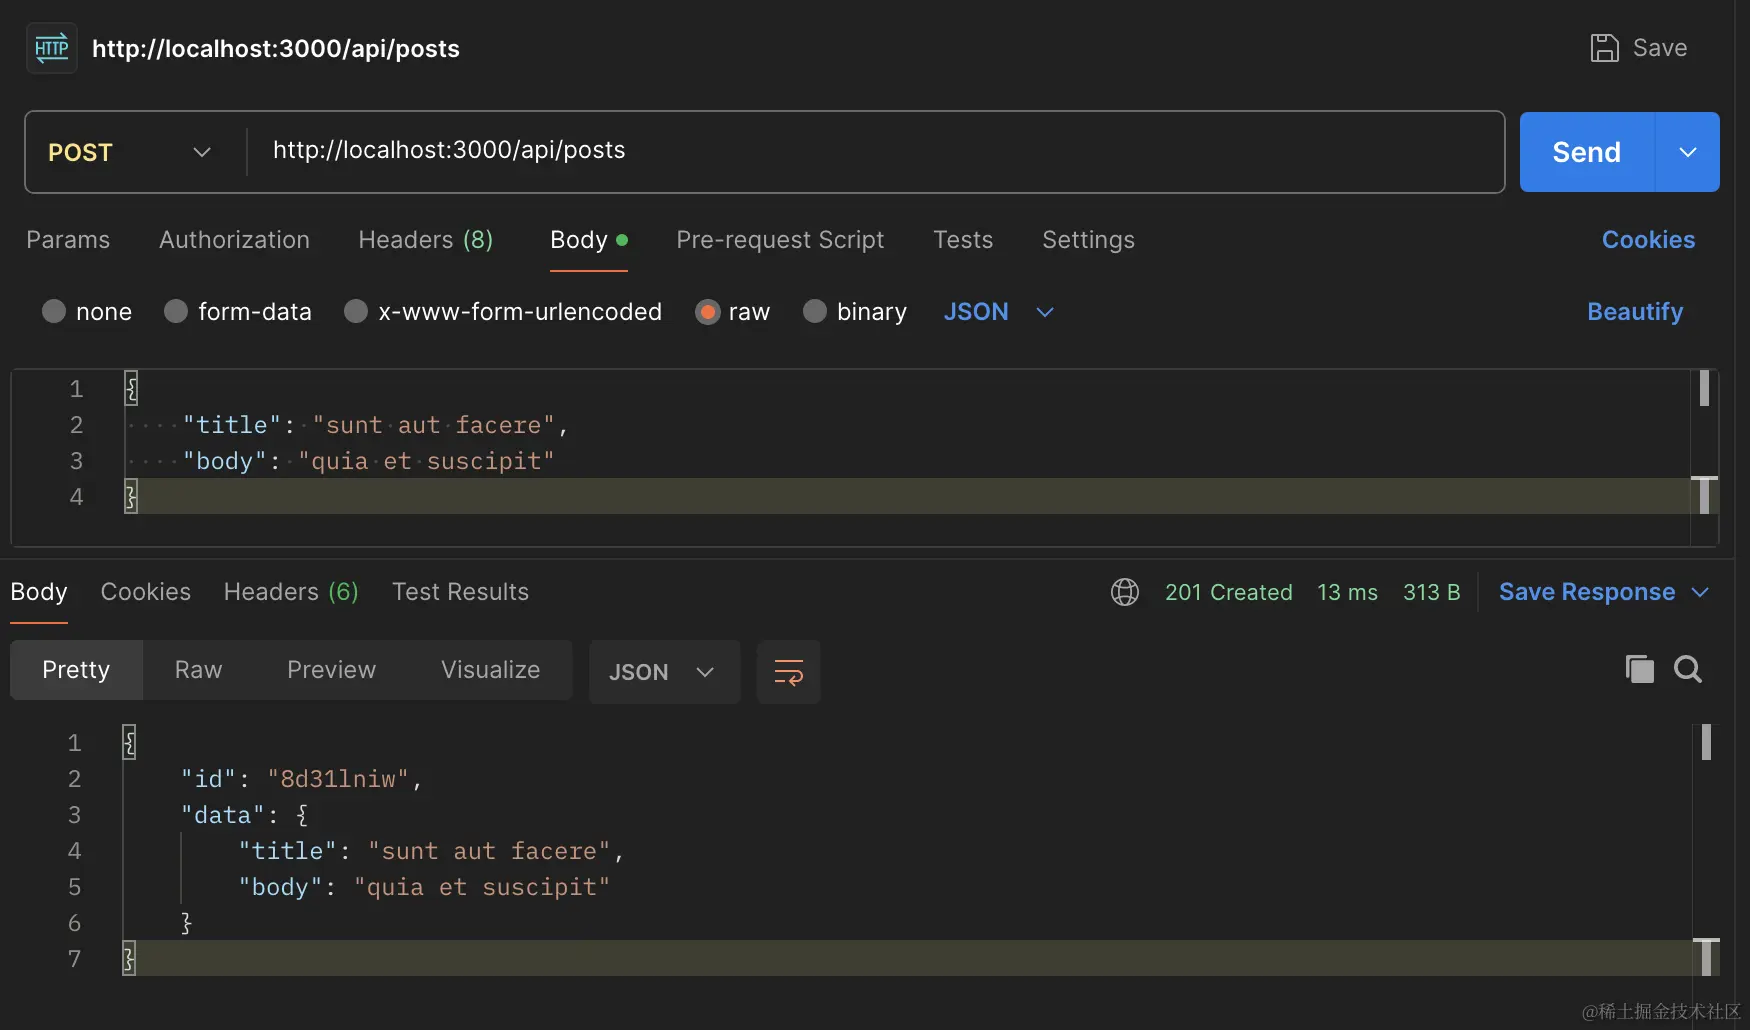 HTTP http://localhost:3000/api/posts Save
POST http://localhost:3000/api/posts Send
Params Authorization Headers (8) Body Pre-request Script Tests Settings Cookies
none form-data x-www-form-urlencoded raw binary JSON Beautify
1 {
2 "title": "sunt aut facere",
3 "body": "quia et suscipit"
4 }
Body Cookies Headers (6) Test Results 201 Created 13 ms 313 B Save Response
Pretty Raw Preview Visualize JSON
1 {
2 "id": "8d31lniw",
3 "data": {
4 "title": "sunt aut facere",
5 "body": "quia et suscipit"
6 }
7 }
@稀土掘金技术社区